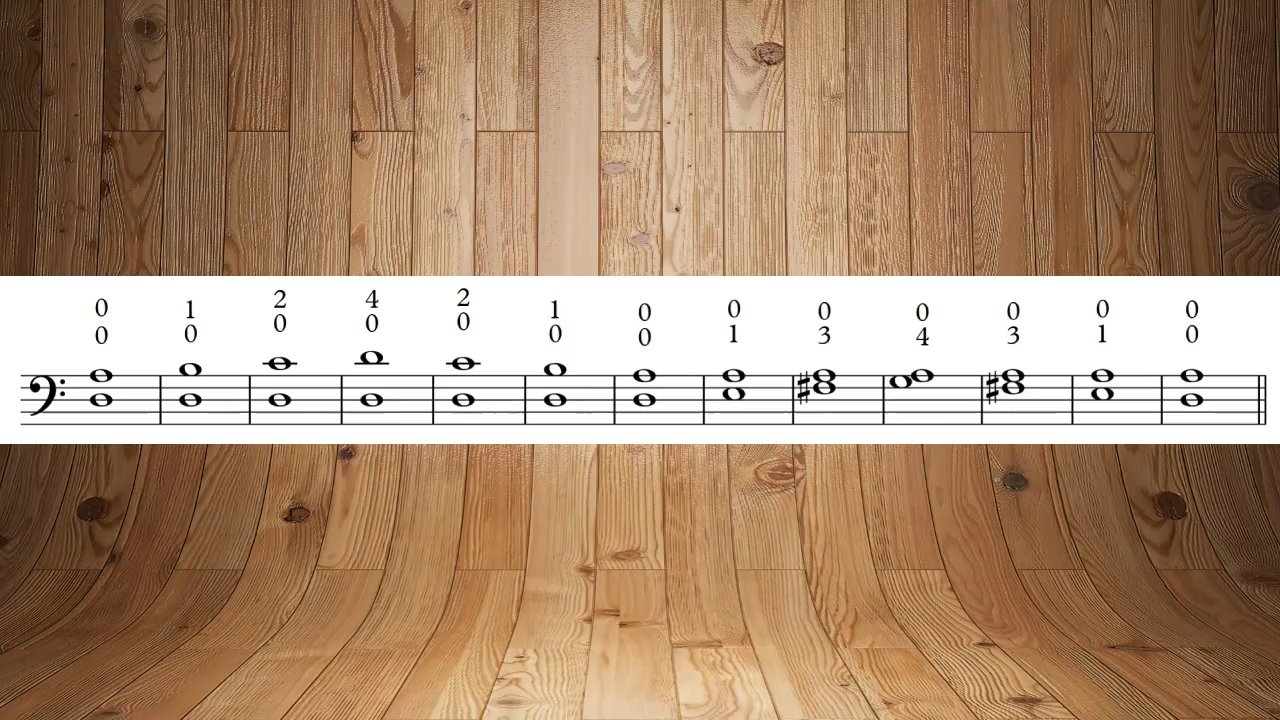 0 1 2 4 2 1 0 0 0 0 0 0 0
0 0 0 0 0 0 0 1 3 4 3 1 0